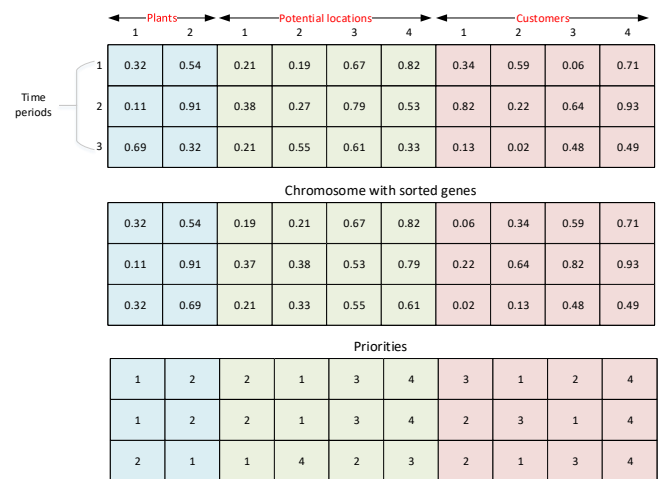 Plants Potential locations Customers
1 2 1 2 3 4 1 2 3 4
Time periods
1 0.32 0.54 0.21 0.19 0.67 0.82 0.34 0.59 0.06 0.71
2 0.11 0.91 0.38 0.27 0.79 0.53 0.82 0.22 0.64 0.93
3 0.69 0.32 0.21 0.55 0.61 0.33 0.13 0.02 0.48 0.49
Chromosome with sorted genes
0.32 0.54 0.19 0.21 0.67 0.82 0.06 0.34 0.59 0.71
0.11 0.91 0.37 0.38 0.53 0.79 0.22 0.64 0.82 0.93
0.32 0.69 0.21 0.33 0.55 0.61 0.02 0.13 0.48 0.49
Priorities
1 2 2 1 3 4 3 1 2 4
1 2 2 1 3 4 2 3 1 4
2 1 1 4 2 3 2 1 3 4